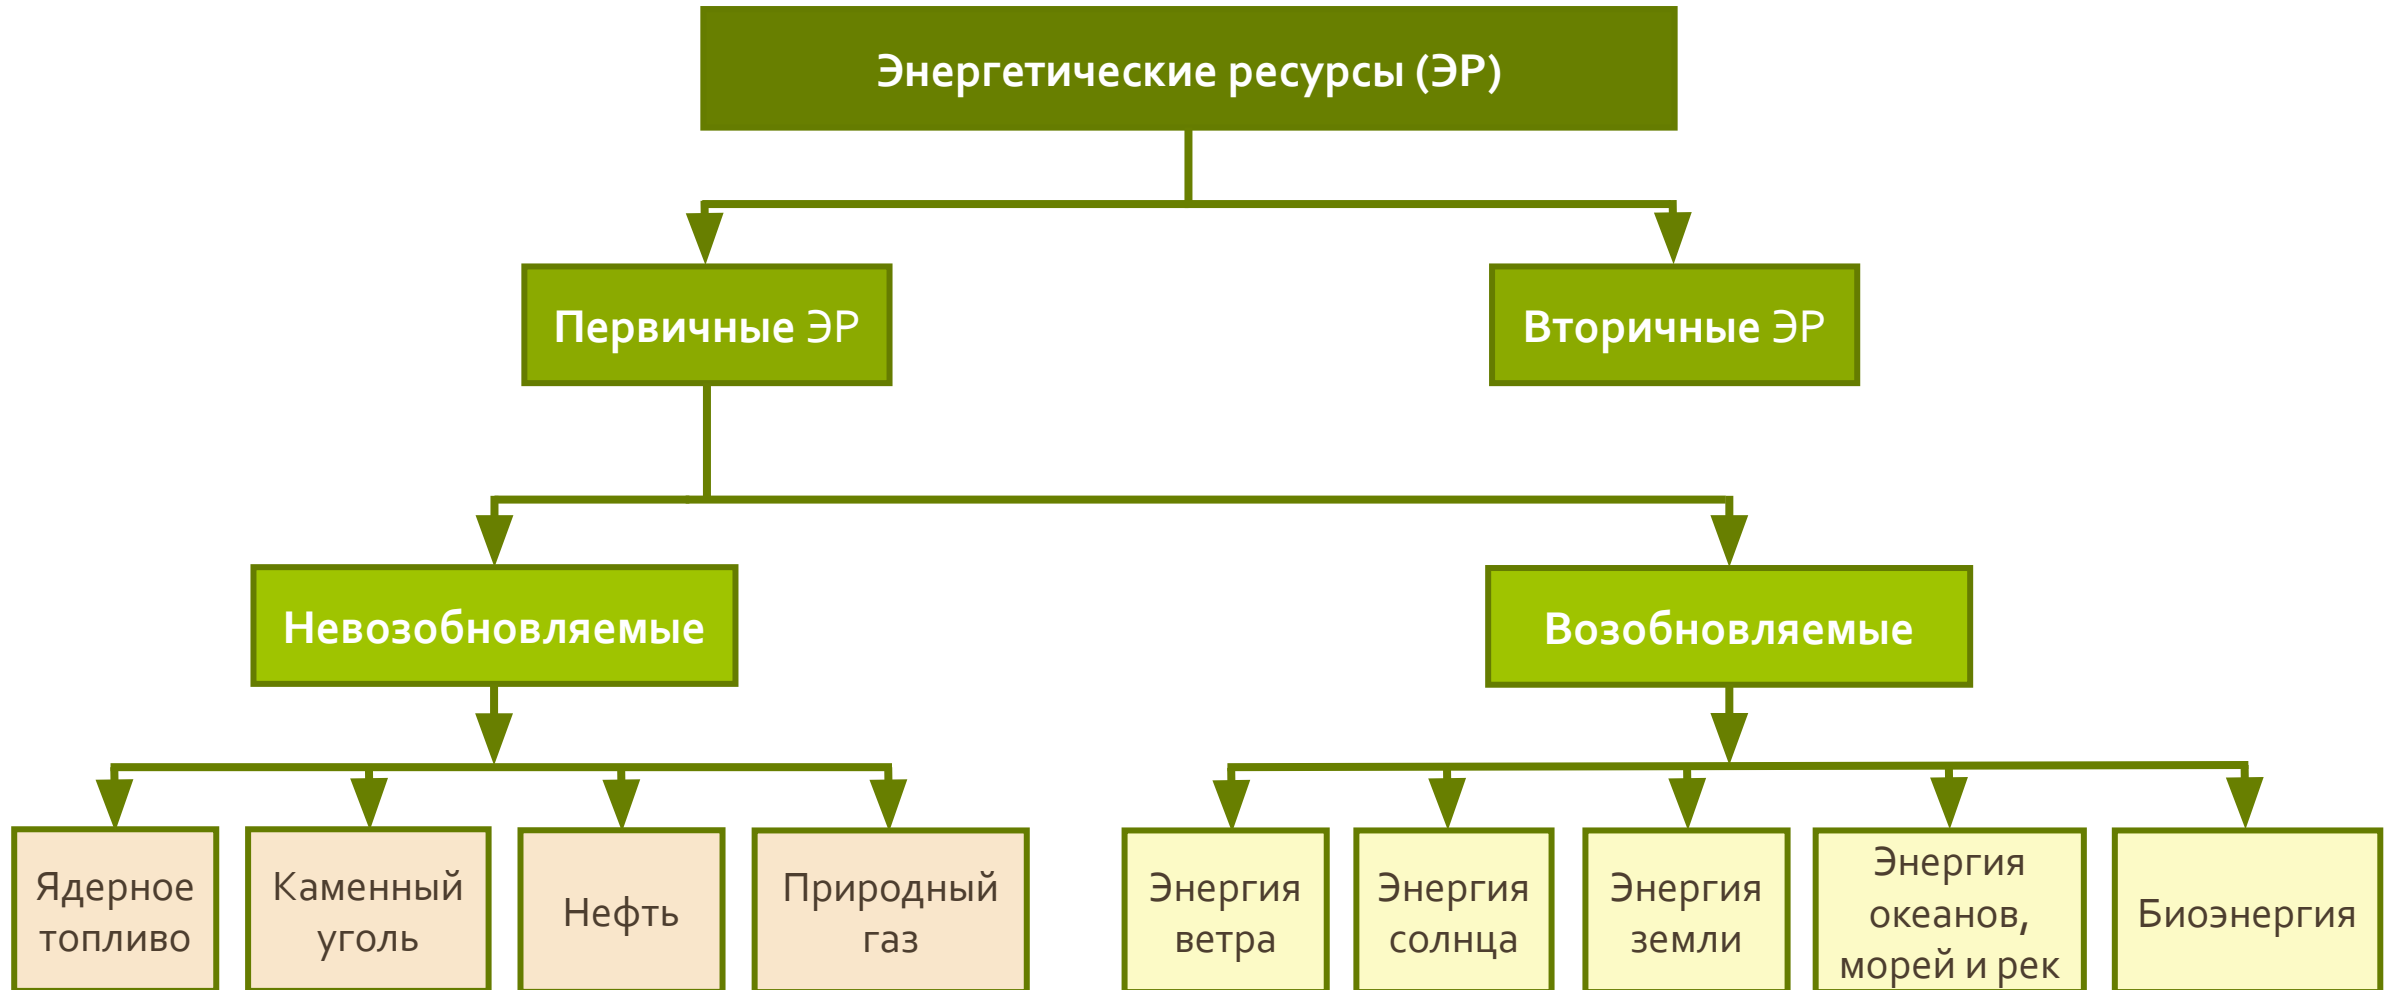 Энергетические ресурсы (ЭР)
Первичные ЭР
Вторичные ЭР
Невозобновляемые
Возобновляемые
Ядерное
топливо
Каменный
уголь
Нефть
Природный
газ
Энергия
ветра
Энергия
солнца
Энергия
земли
Энергия
океанов,
морей и рек
Биоэнергия